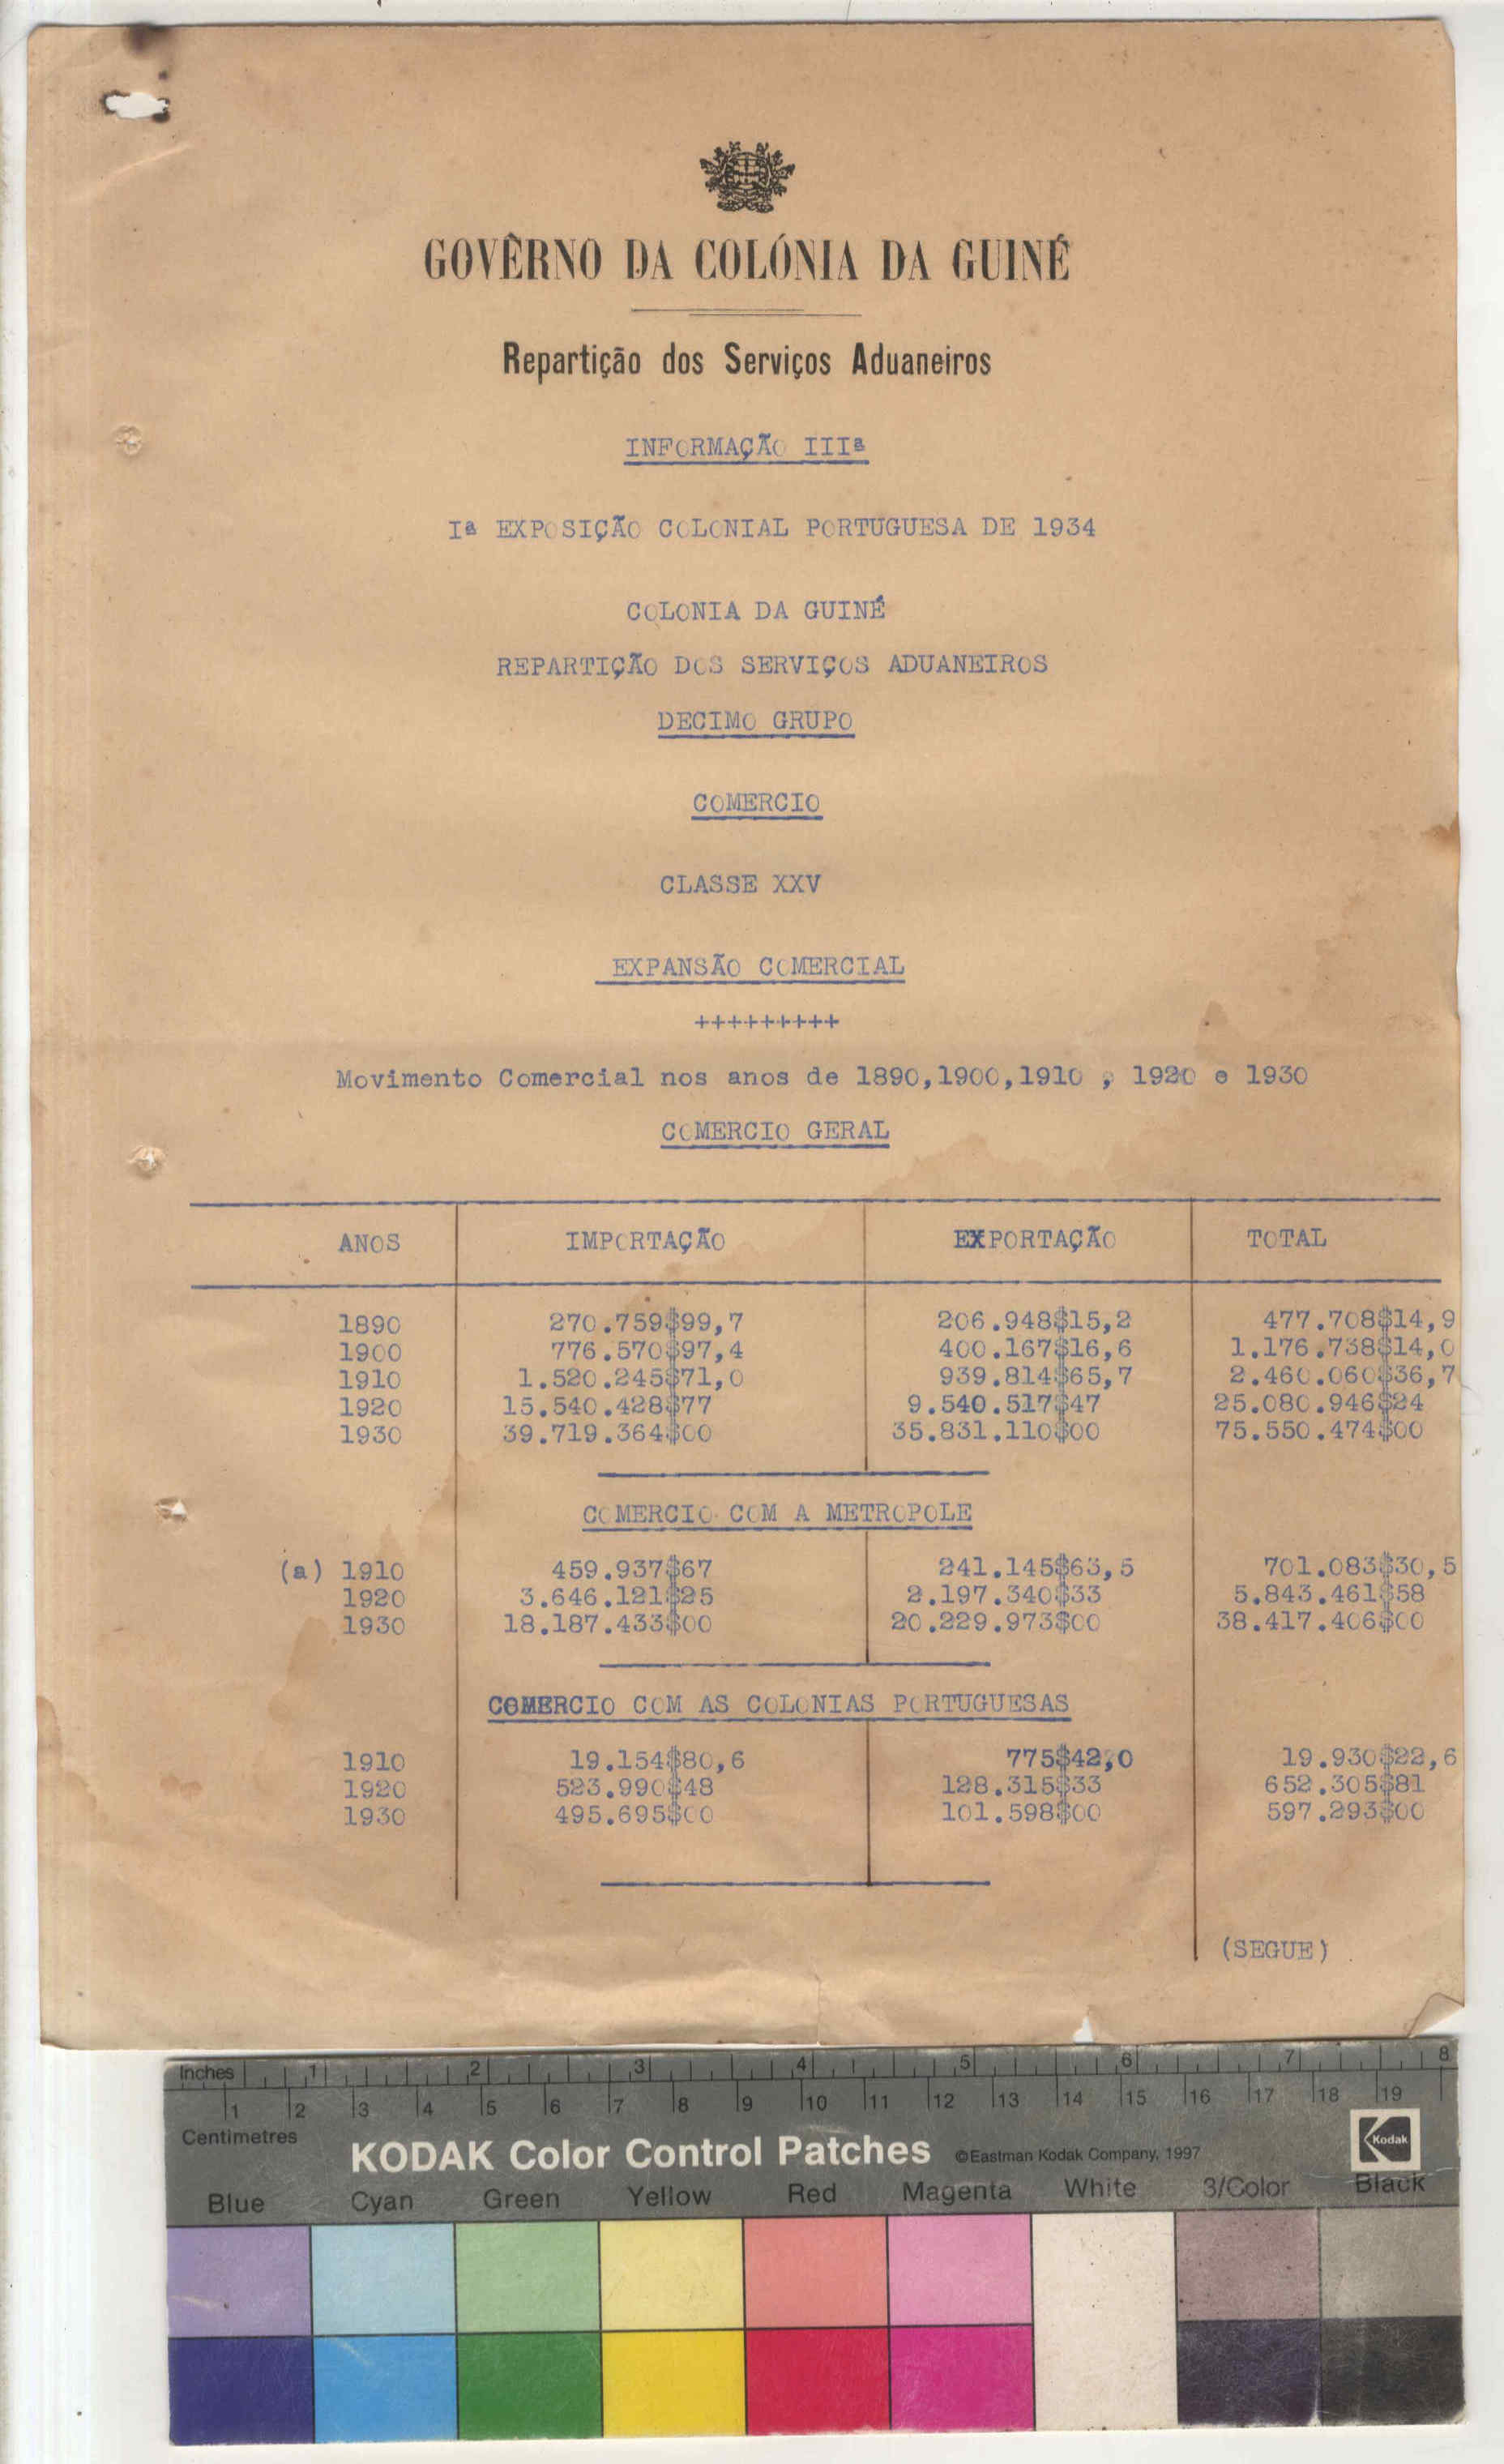 GOVÊRNO DA COLÓNIA DA GUINÉ
Repartição dos Serviços Aduaneiros
INFORMAÇÃO IIIª
Iª EXPOSIÇÃO COLONIAL PORTUGUESA DE 1934
COLONIA DA GUINÉ
REPARTIÇÃO DOS SERVIÇOS ADUANEIROS
DECIMO GRUPO
COMERCIO
CLASSE XXV
EXPANSÃO COMERCIAL
+++++++++
Movimento Comercial nos anos de 1890,1900,1910 , 1920 e 1930
COMERCIO GERAL
ANOS IMPORTAÇÃO EXPORTAÇÃO TOTAL
1890 270.759$99,7 206.948$15,2 477.708$14,9
1900 776.570$97,4 400.167$16,6 1.176.738$14,0
1910 1.520.245$71,0 939.814$65,7 2.460.060$36,7
1920 15.540.428$77 9.540.517$47 25.080.946$24
1930 39.719.364$00 35.831.110$00 75.550.474$00
COMERCIO COM A METROPOLE
(a) 1910 459.937$67 241.145$63,5 701.083$30,5
1920 3.646.121$25 2.197.340$33 5.843.461$58
1930 18.187.433$00 20.229.973$00 38.417.406$00
COMERCIO COM AS COLONIAS PORTUGUESAS
1910 19.154$80,6 775$42,0 19.930$22,6
1920 523.990$48 128.315$33 652.305$81
1930 495.695$00 101.598$00 597.293$00
(SEGUE)
Inches 1 2 3 4 5 6 7 8
1 2 3 4 5 6 7 8 9 10 11 12 13 14 15 16 17 18 19
Centimetres
KODAK Color Control Patches ©Eastman Kodak Company, 1997 Kodak
Blue Cyan Green Yellow Red Magenta White 3/Color Black